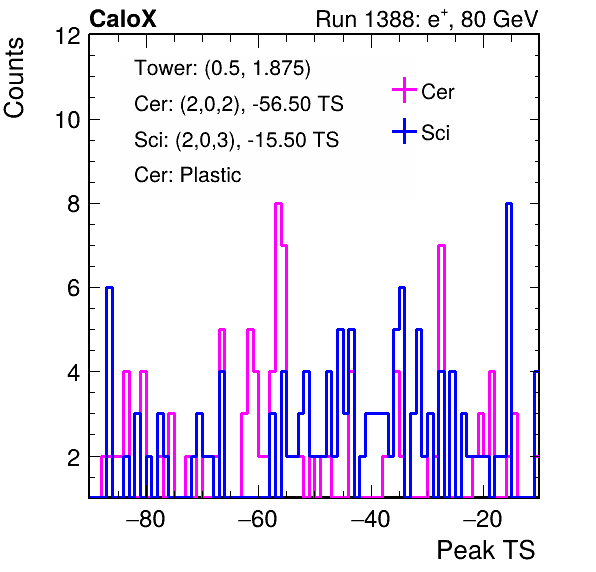 CaloX Run 1388: e⁺, 80 GeV
Counts
12
10
8
6
4
2
Tower: (0.5, 1.875)
Cer: (2,0,2), -56.50 TS
Sci: (2,0,3), -15.50 TS
Cer: Plastic
Cer
Sci
−80 −60 −40 −20
Peak TS